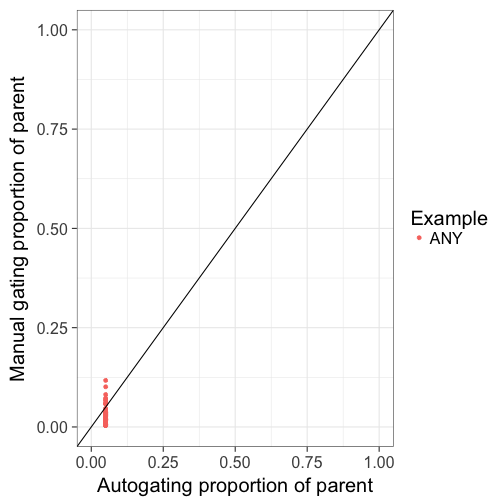 Manual gating proportion of parent
1.00
0.75
0.50
0.25
0.00
0.00 0.25 0.50 0.75 1.00
Autogating proportion of parent
Example
ANY